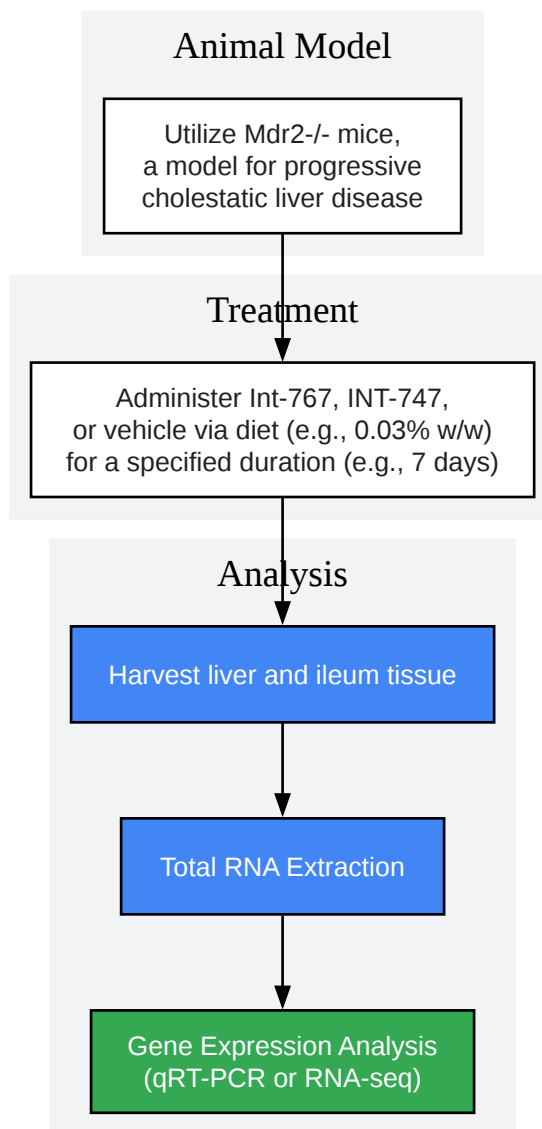 Animal Model
Utilize Mdr2-/- mice,
a model for progressive
cholestatic liver disease
Treatment
Administer Int-767, INT-747,
or vehicle via diet (e.g., 0.03% w/w)
for a specified duration (e.g., 7 days)
Analysis
Harvest liver and ileum tissue
Total RNA Extraction
Gene Expression Analysis
(qRT-PCR or RNA-seq)